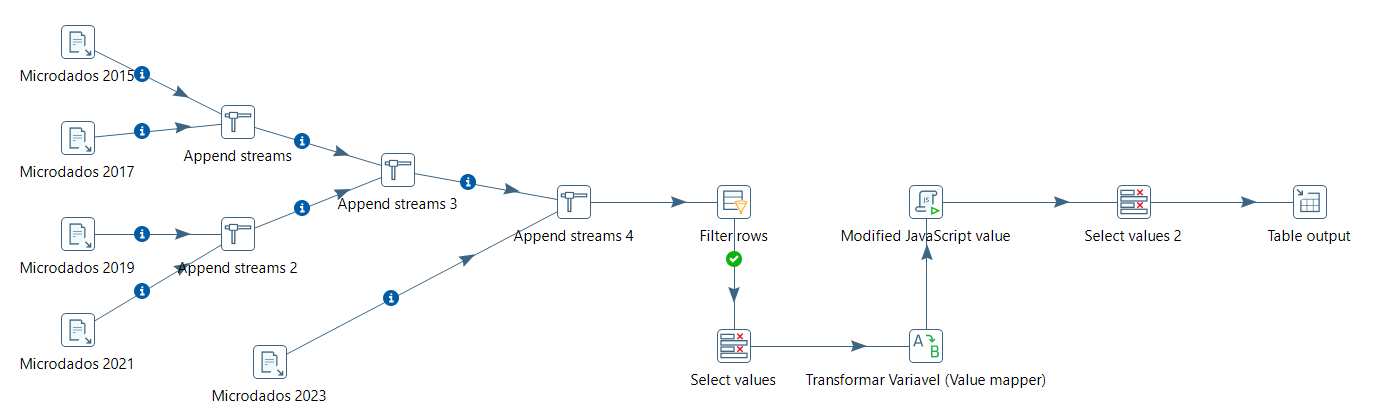 Microdados 2015
Microdados 2017
Append streams
Append streams 3
Microdados 2019
Append streams 2
Microdados 2021
Microdados 2023
Append streams 4
Filter rows
Select values
Transformar Variavel (Value mapper)
A
B
JS
Modified JavaScript value
Select values 2
Table output